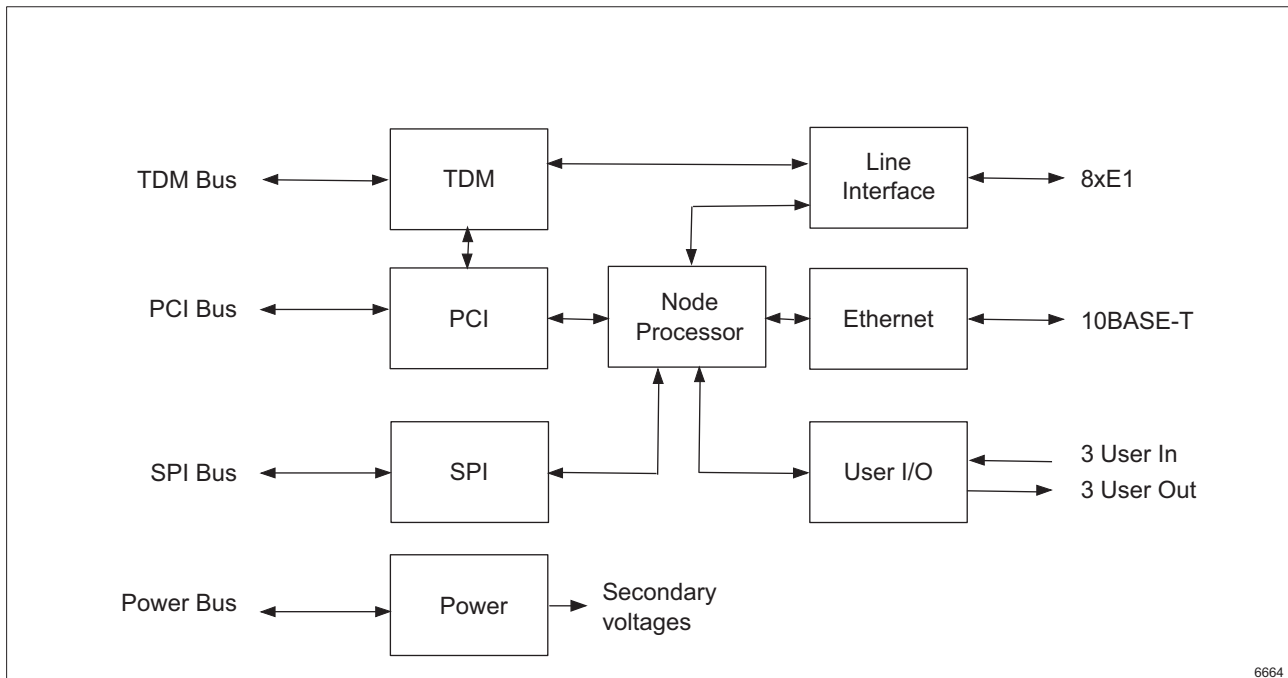 TDM Bus
TDM
Line
Interface
8xE1
PCI Bus
PCI
Node
Processor
Ethernet
10BASE-T
SPI Bus
SPI
User I/O
3 User In
3 User Out
Power Bus
Power
Secondary
voltages
6664